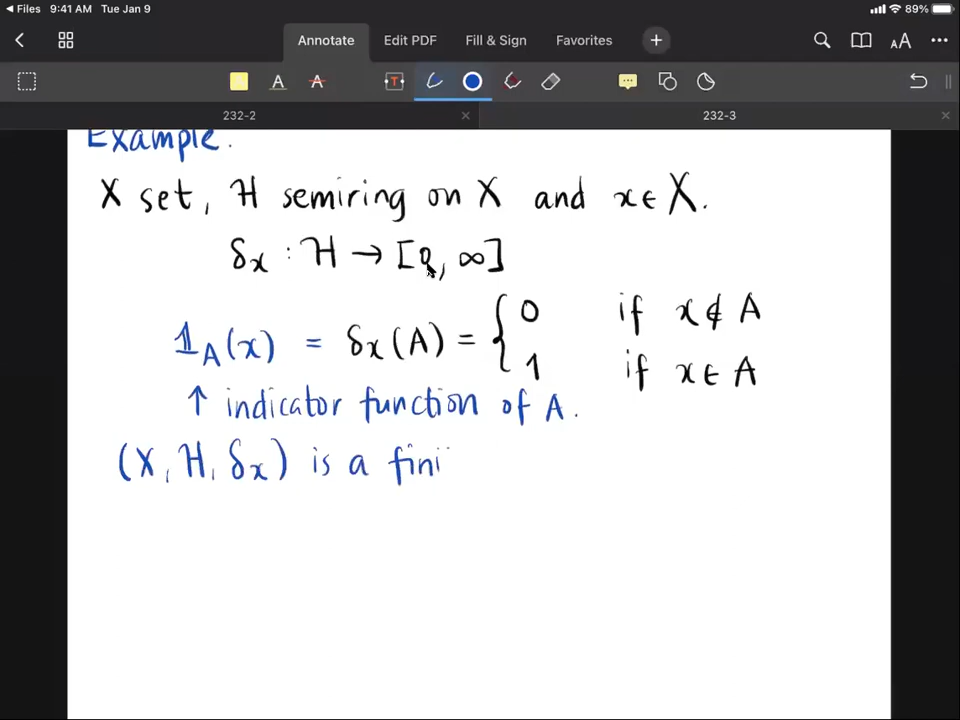 Files 9:41 AM Tue Jan 9 89%
Annotate Edit PDF Fill & Sign Favorites
232-2 232-3
Example.
X set, H semiring on X and x ∈ X.
δx : H → [0, ∞]
𝟙A(x) = δx(A) = { 0 if x ∉ A
1 if x ∈ A
↑ indicator function of A.
(X, H, δx) is a fini